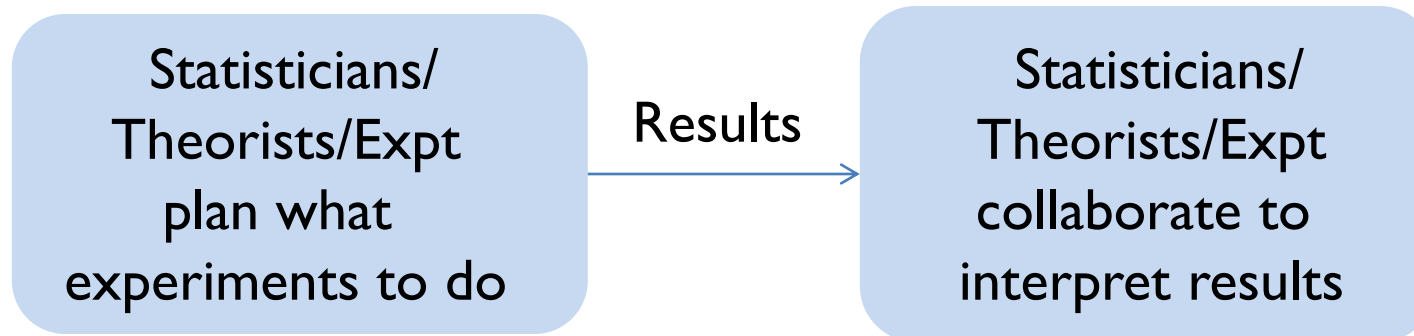 Statisticians/
Theorists/Expt
plan what
experiments to do
Results
Statisticians/
Theorists/Expt
collaborate to
interpret results